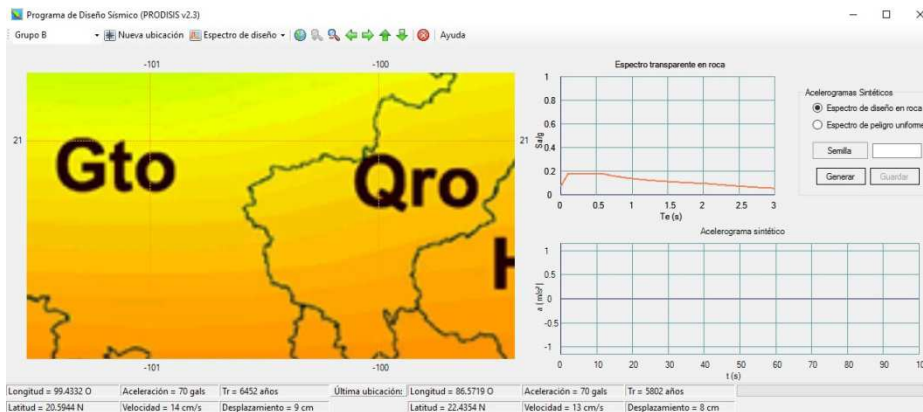 Programa de Diseño Sísmico (PRODISIS v2.3)
Grupo B Nueva ubicación Espectro de diseño Ayuda
-101 -100
21 21
Gto Qro H
-101 -100
Espectro transparente en roca
Sa/g
1
0.8
0.6
0.4
0.2
0
0 0.5 1 1.5 2 2.5 3
Te (s)
Acelerogramas Sintéticos
Espectro de diseño en roca
Espectro de peligro uniforme
Semilla
Generar Guardar
Acelerograma sintético
a (m/s²)
1
0.5
0
-0.5
-1
0 10 20 30 40 50 60 70 80 90 100
t (s)
Longitud = 99.4332 O Aceleración = 70 gals Tr = 6452 años Última ubicación: Longitud = 86.5719 O Aceleración = 70 gals Tr = 5802 años
Latitud = 20.5944 N Velocidad = 14 cm/s Desplazamiento = 9 cm Latitud = 22.4354 N Velocidad = 13 cm/s Desplazamiento = 8 cm